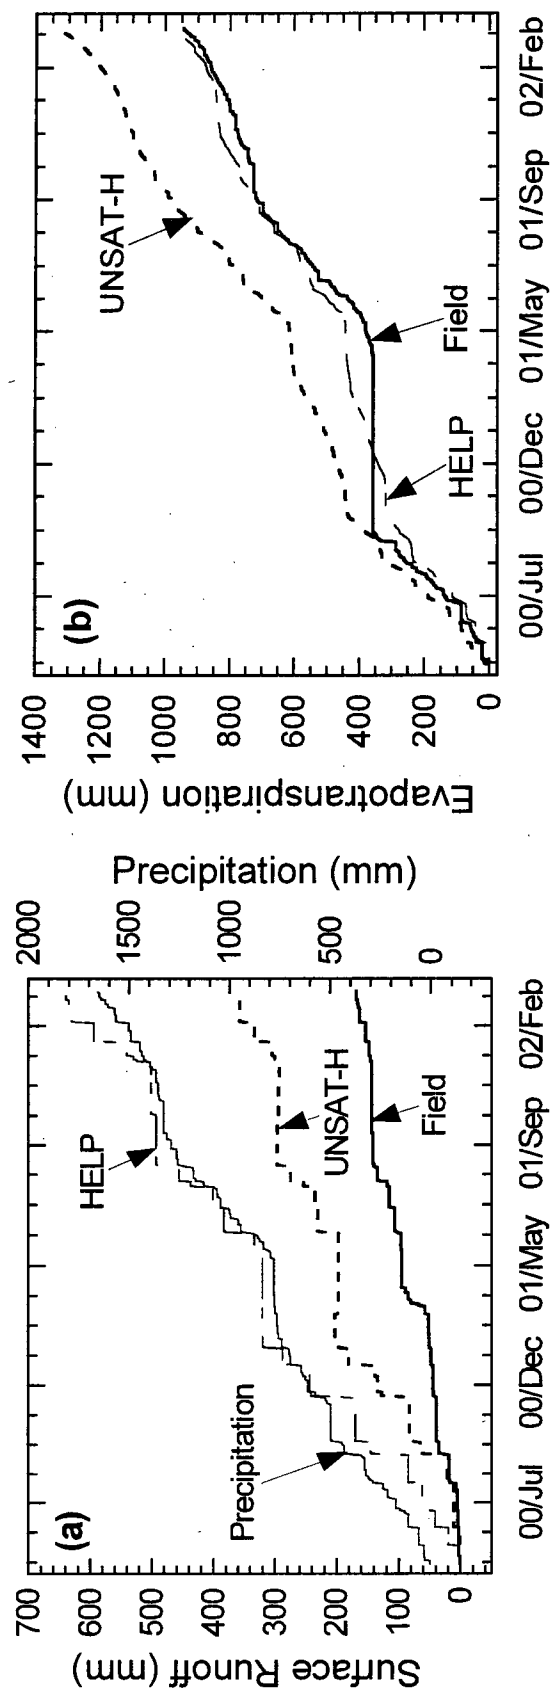 (a)
Surface Runoff (mm)
700
600
500
400
300
200
100
0
Precipitation (mm)
2000
1500
1000
500
0
HELP
Precipitation
UNSAT-H
Field
00/Jul
00/Dec
01/May
01/Sep
02/Feb
(b)
Evapotranspiration (mm)
1400
1200
1000
800
600
400
200
0
UNSAT-H
HELP
Field
00/Jul
00/Dec
01/May
01/Sep
02/Feb